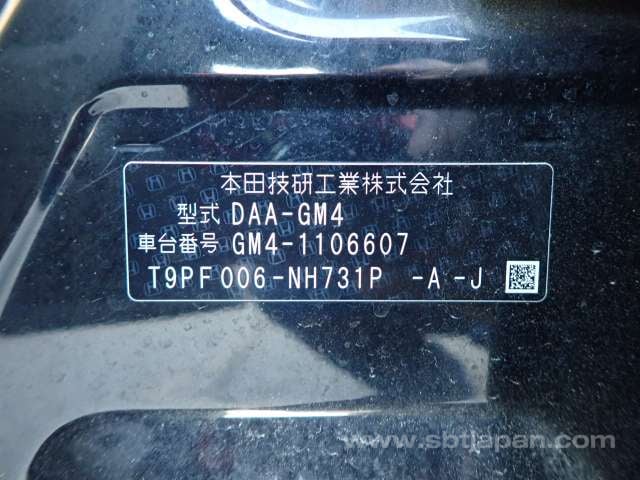 本田技研工業株式会社
型式 DAA-GM4
車台番号 GM4-1106607
T9PF006-NH731P -A -J
www.sbtjapan.com